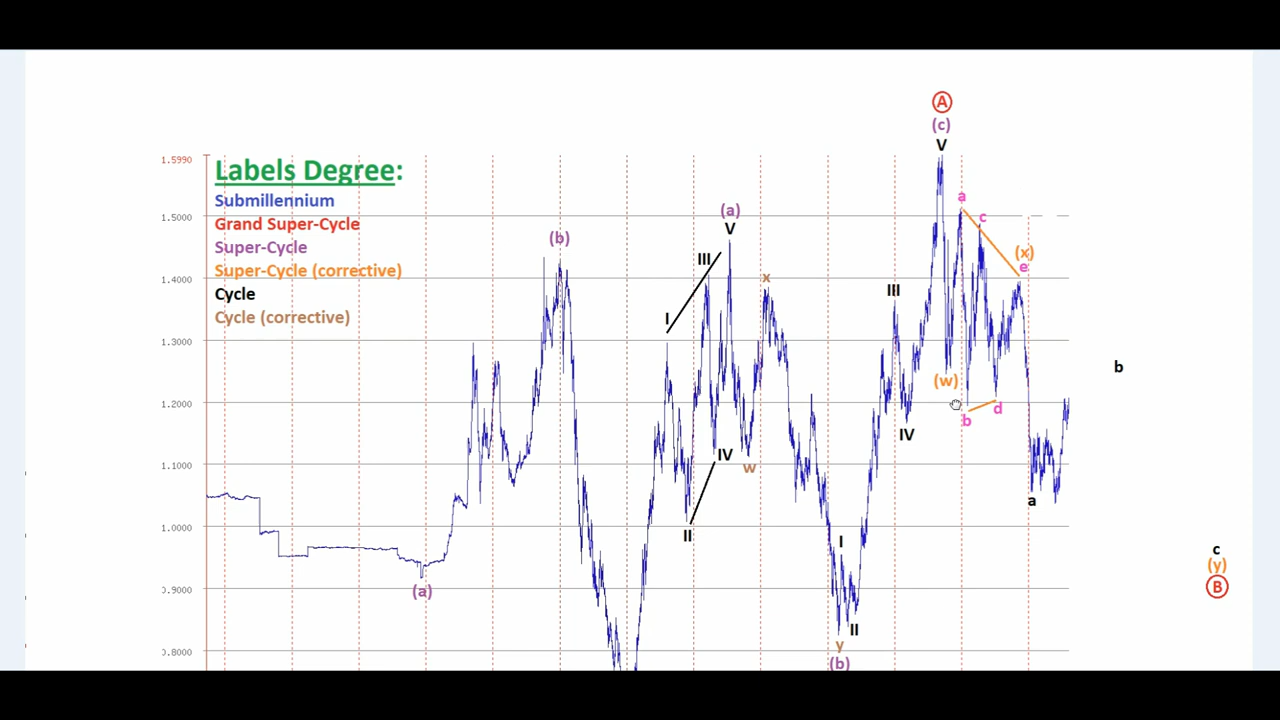 A
(c)
V
1.5990
Labels Degree:
a
Submillennium
(a)
1.5000
c
Grand Super-Cycle
V
(b)
Super-Cycle
III
(x)
e
Super-Cycle (corrective)
x
1.4000
Cycle
III
Cycle (corrective)
I
1.3000
b
(w)
1.2000
d
b
IV
IV
w
1.1000
a
1.0000
II
I
c
(y)
B
(a)
0.9000
II
y
0.8000
(b)